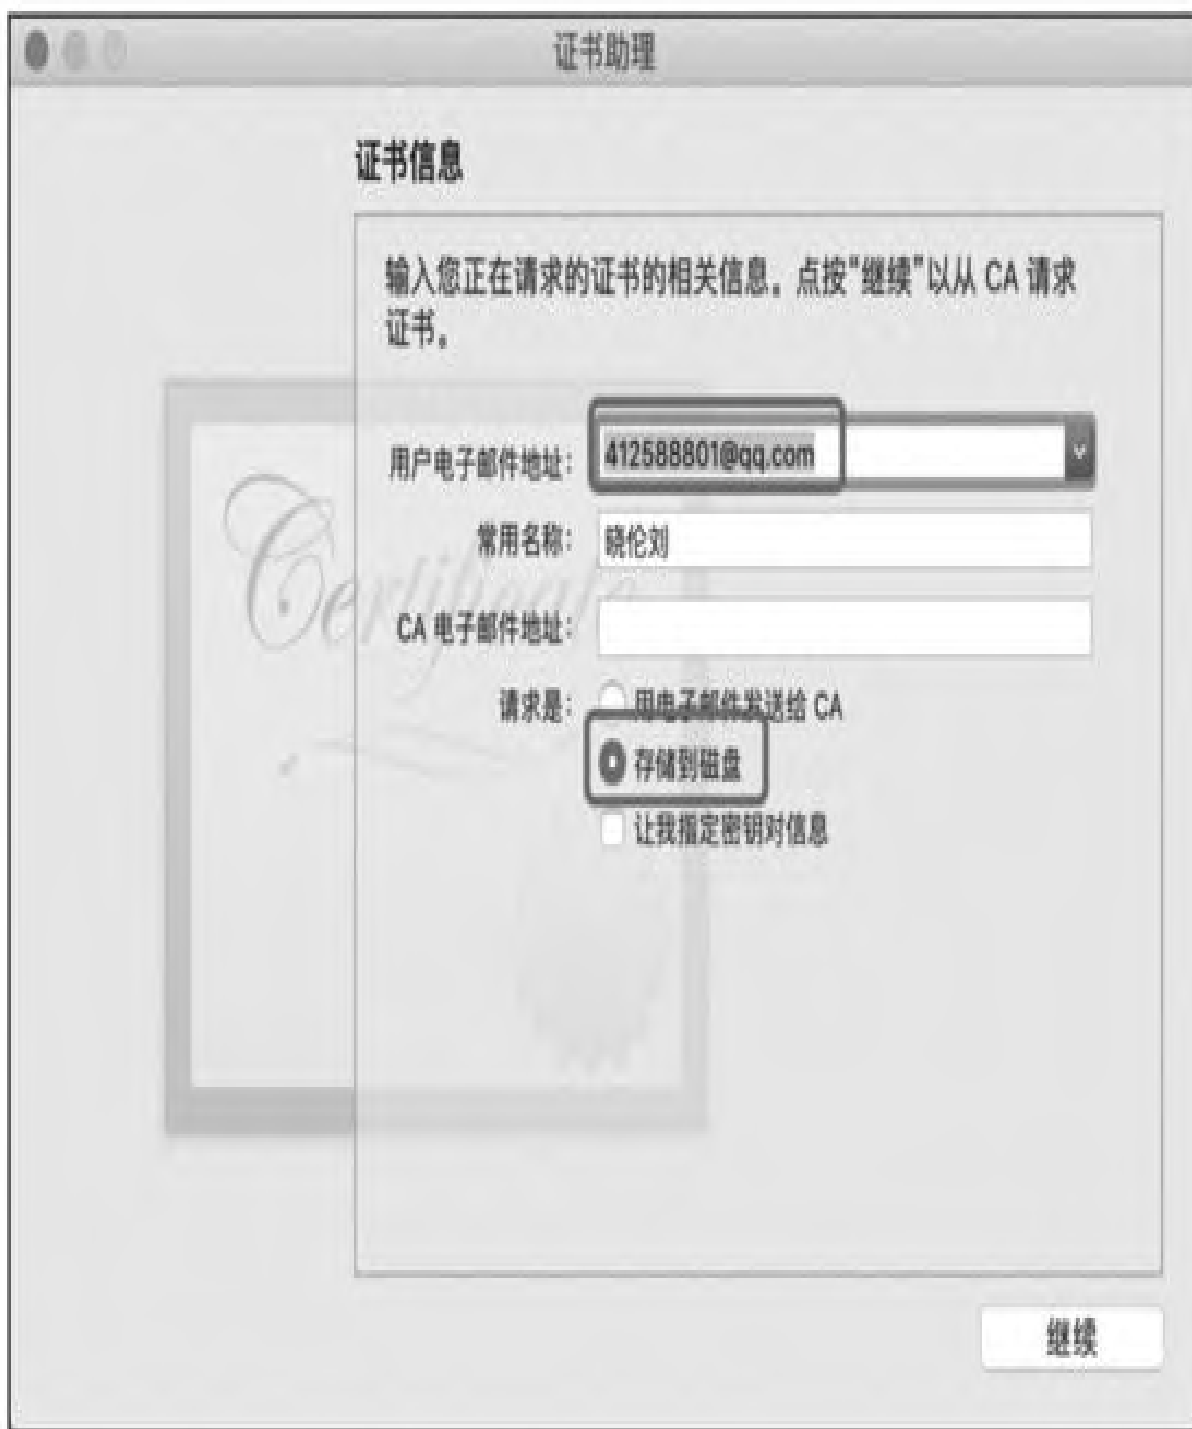 证书助理
证书信息
输入您正在请求的证书的相关信息。点按"继续"以从 CA 请求
证书。
用户电子邮件地址： 412588801@qq.com
常用名称： 晓伦刘
CA 电子邮件地址：
请求是： 用电子邮件发送给 CA
存储到磁盘
让我指定密钥对信息
Certificate
继续